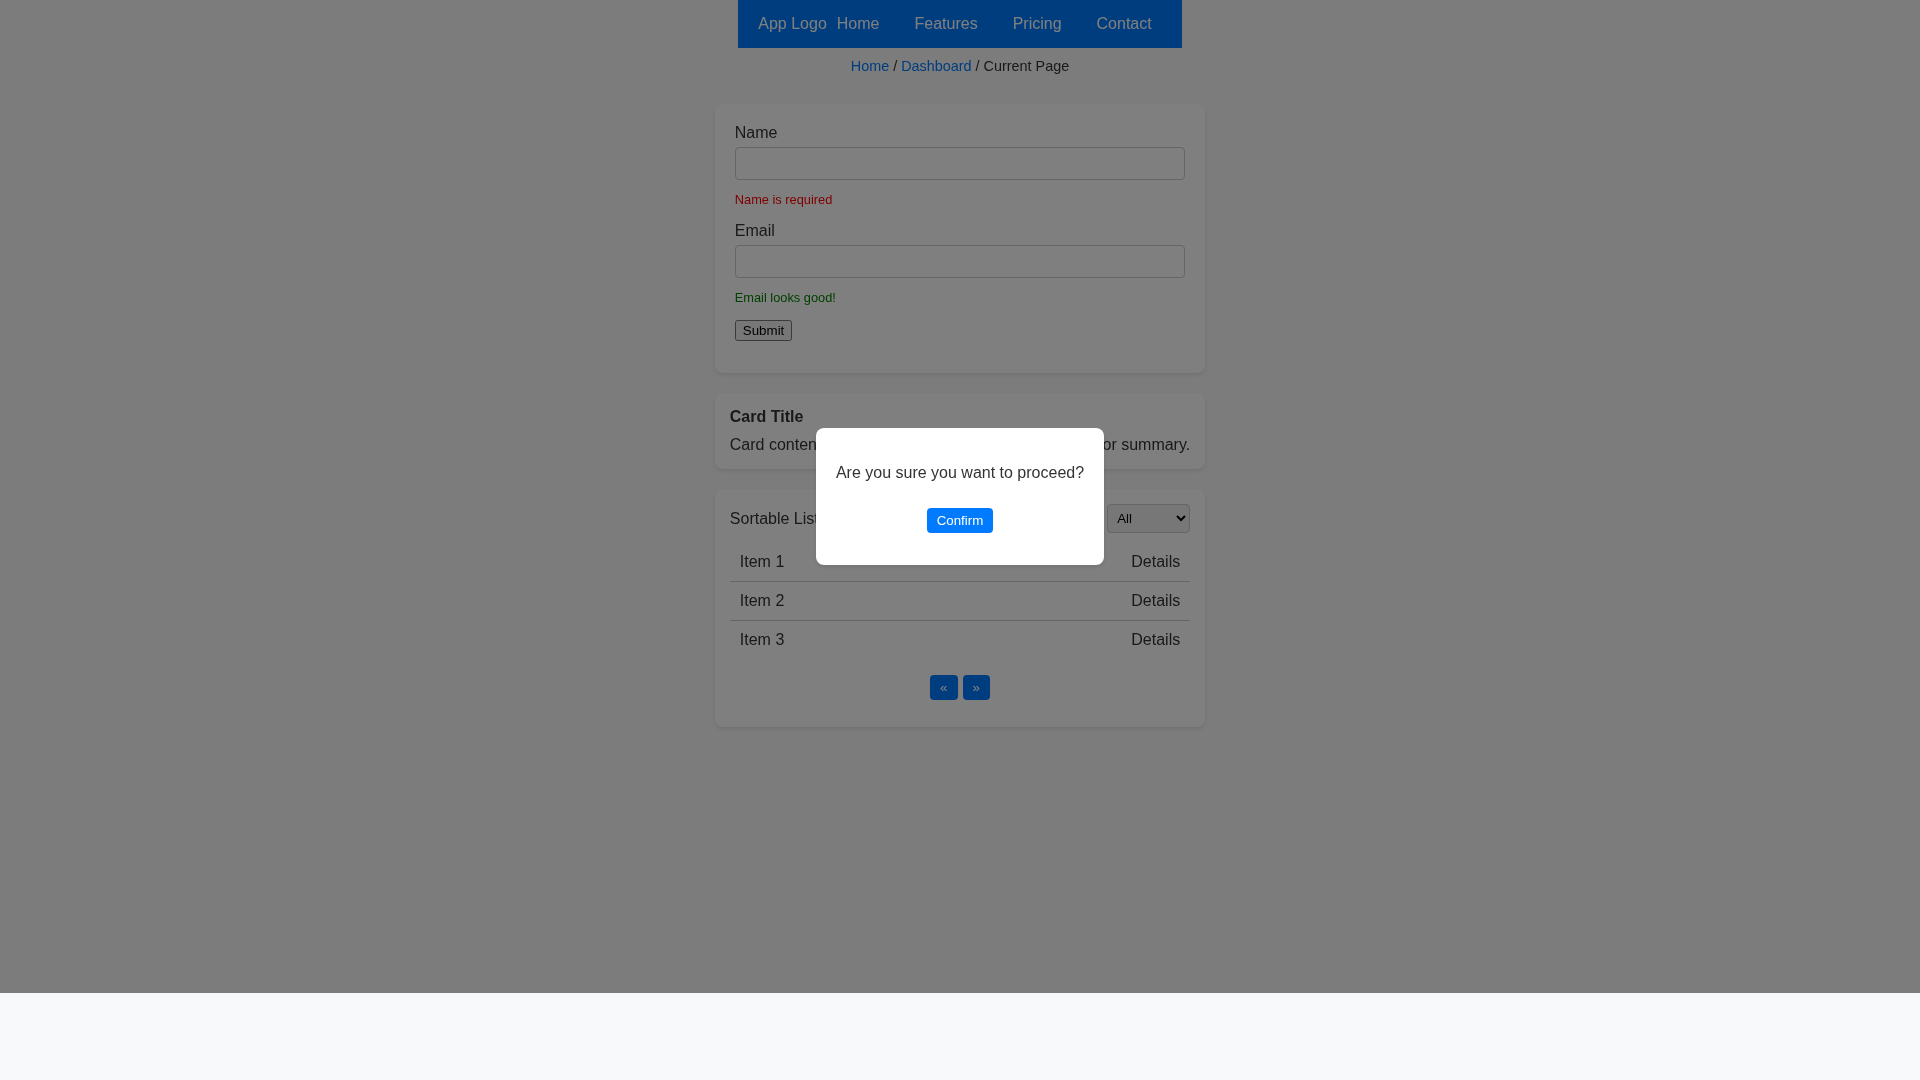 App Logo Home Features Pricing Contact
Home / Dashboard / Current Page
Name
Name is required
Email
Email looks good!
Submit
Card Title
Card conten or summary.
Are you sure you want to proceed?
Confirm
Sortable List All
Item 1 Details
Item 2 Details
Item 3 Details
« »